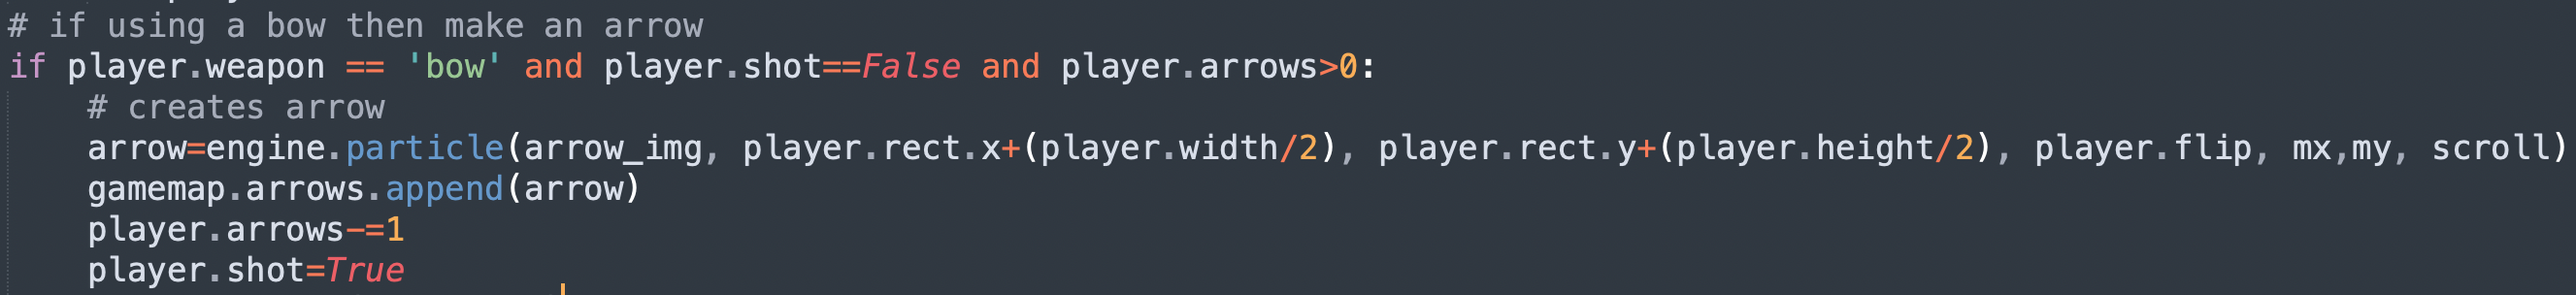 # if using a bow then make an arrow
if player.weapon == 'bow' and player.shot==False and player.arrows>0:
    # creates arrow
    arrow=engine.particle(arrow_img, player.rect.x+(player.width/2), player.rect.y+(player.height/2), player.flip, mx,my, scroll)
    gamemap.arrows.append(arrow)
    player.arrows-=1
    player.shot=True